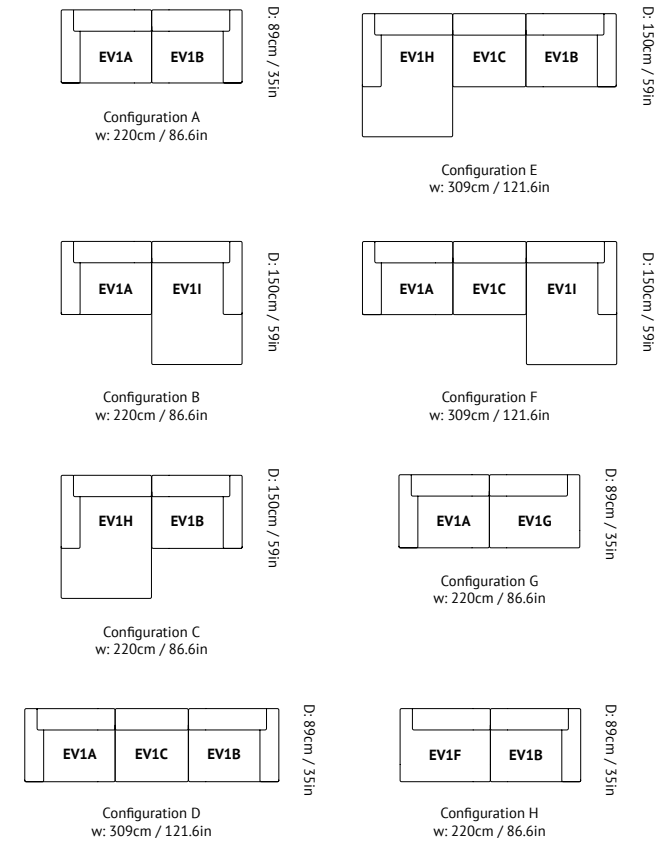 EV1A EV1B
D: 89cm / 35in
Configuration A
w: 220cm / 86.6in
EV1H EV1C EV1B
D: 150cm / 59in
Configuration E
w: 309cm / 121.6in
EV1A EV1I
D: 150cm / 59in
Configuration B
w: 220cm / 86.6in
EV1A EV1C EV1I
D: 150cm / 59in
Configuration F
w: 309cm / 121.6in
EV1H EV1B
D: 150cm / 59in
Configuration C
w: 220cm / 86.6in
EV1A EV1G
D: 89cm / 35in
Configuration G
w: 220cm / 86.6in
EV1A EV1C EV1B
D: 89cm / 35in
Configuration D
w: 309cm / 121.6in
EV1F EV1B
D: 89cm / 35in
Configuration H
w: 220cm / 86.6in